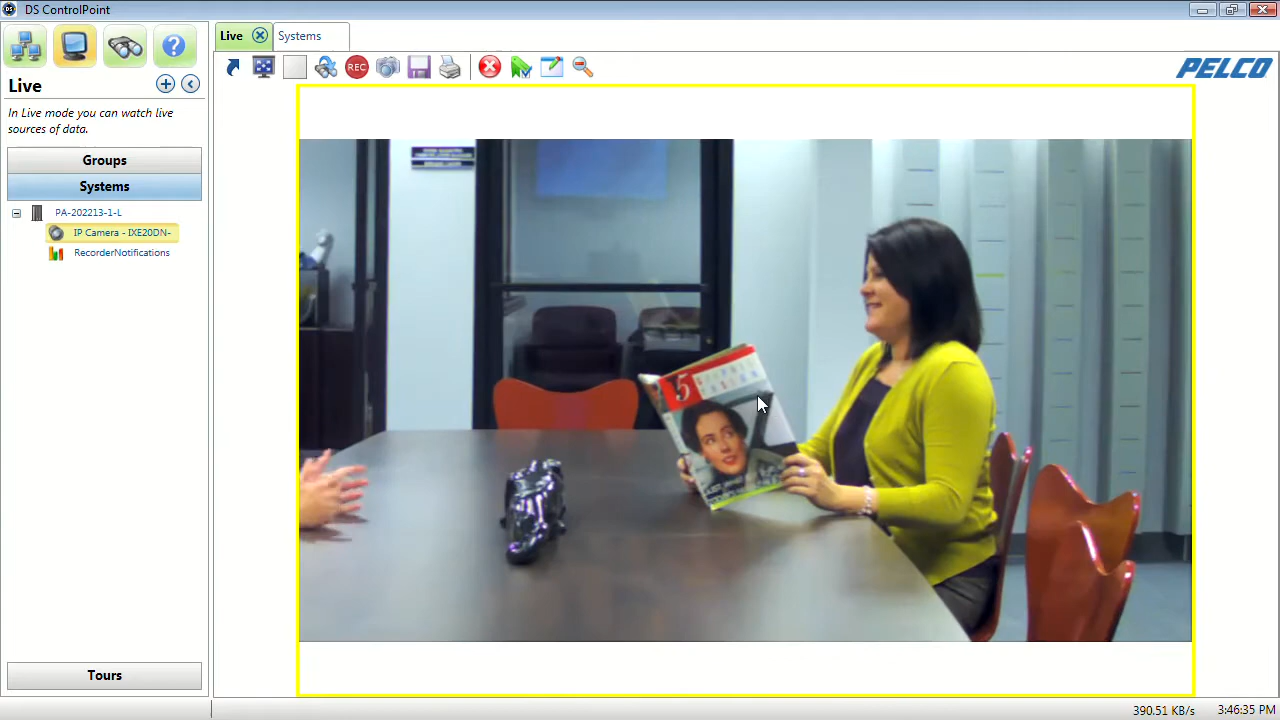 DS ControlPoint
Live
Systems
REC
PELCO
Live
In Live mode you can watch live
sources of data.
Groups
Systems
PA-202213-1-L
IP Camera - IXE20DN-
RecorderNotifications
5
Tours
390.51 KB/s
3:46:35 PM